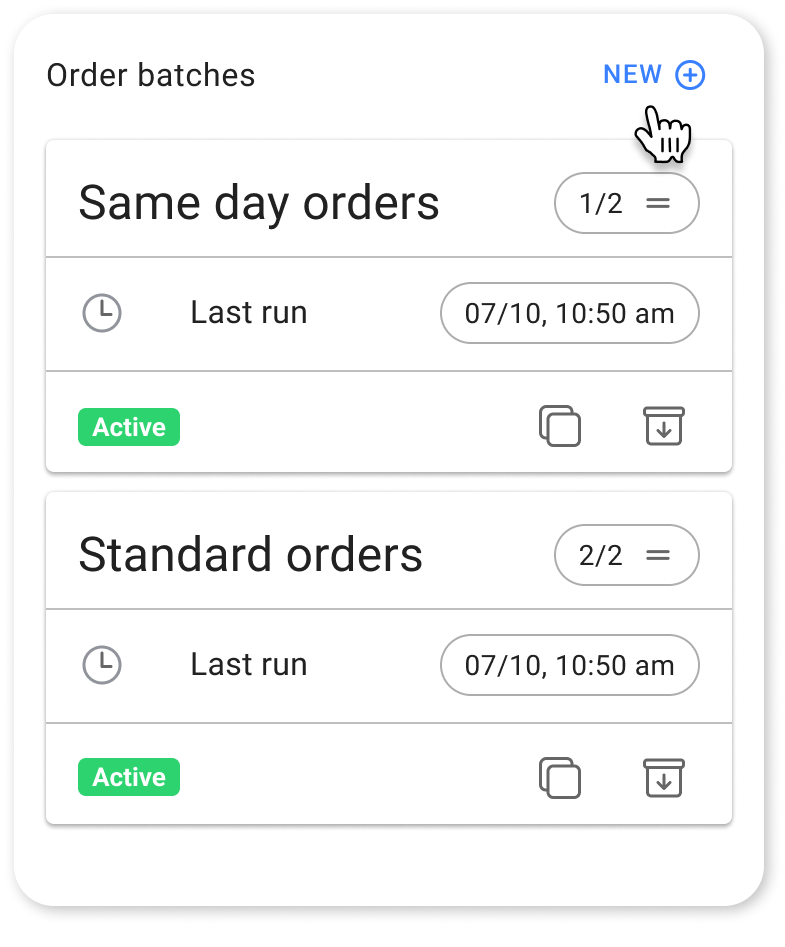 Order batches NEW
Same day orders 1/2
Last run 07/10, 10:50 am
Active
Standard orders 2/2
Last run 07/10, 10:50 am
Active